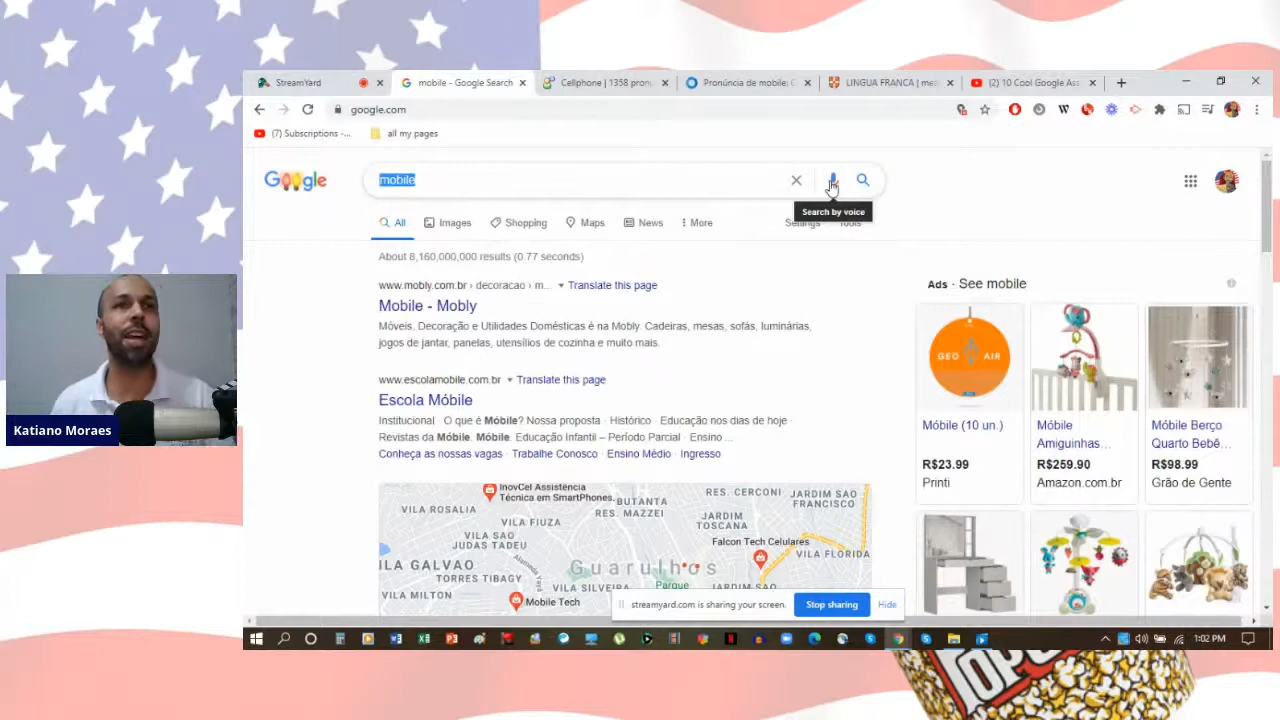 StreamYard
mobile - Google Search
Cellphone | 1358 pronu
Pronúncia de mobile:
LINGUA FRANCA |
(2) 10 Cool Google Ass
google.com
(7) Subscriptions -...
all my pages
Google
mobile
Search by voice
All
Images
Shopping
Maps
News
More
Settings
Tools
About 8,160,000,000 results (0.77 seconds)
www.mobly.com.br › decoracao › m... Translate this page
Mobile - Mobly
Móveis, Decoração e Utilidades Domésticas é na Mobly. Cadeiras, mesas, sofás, luminárias,
jogos de jantar, panelas, utensílios de cozinha e muito mais.
www.escolamobile.com.br Translate this page
Escola Móbile
Institucional · O que é Móbile? Nossa proposta · Histórico · Educação nos dias de hoje ·
Revistas da Móbile. Móbile. Educação Infantil – Período Parcial · Ensino ...
Conheça as nossas vagas · Trabalhe Conosco · Ensino Médio · Ingresso
InovCel Assistência
Técnica em SmartPhones.
VILA ROSALIA
BUTANTA
RES. MAZZEI
RES. CERCONI
JARDIM SAO
FRANCISCO
VILA FIUZA
JARDIM
TOSCANA
VILA SAO
JUDAS TADEU
Falcon Tech Celulares
VILA FLORIDA
ILA GALVAO
TORRES TIBAGY
Guarulhos
Parque
JARDIM SAO
VILA SILVEIRA
VILA MILTON
Mobile Tech
Ads · See mobile
GEO AIR
Móbile (10 un.)
R$23.99
Printi
Móbile
Amiguinhas...
R$259.90
Amazon.com.br
Móbile Berço
Quarto Bebê...
R$98.99
Grão de Gente
streamyard.com is sharing your screen.
Stop sharing
Hide
1:02 PM
Katiano Moraes